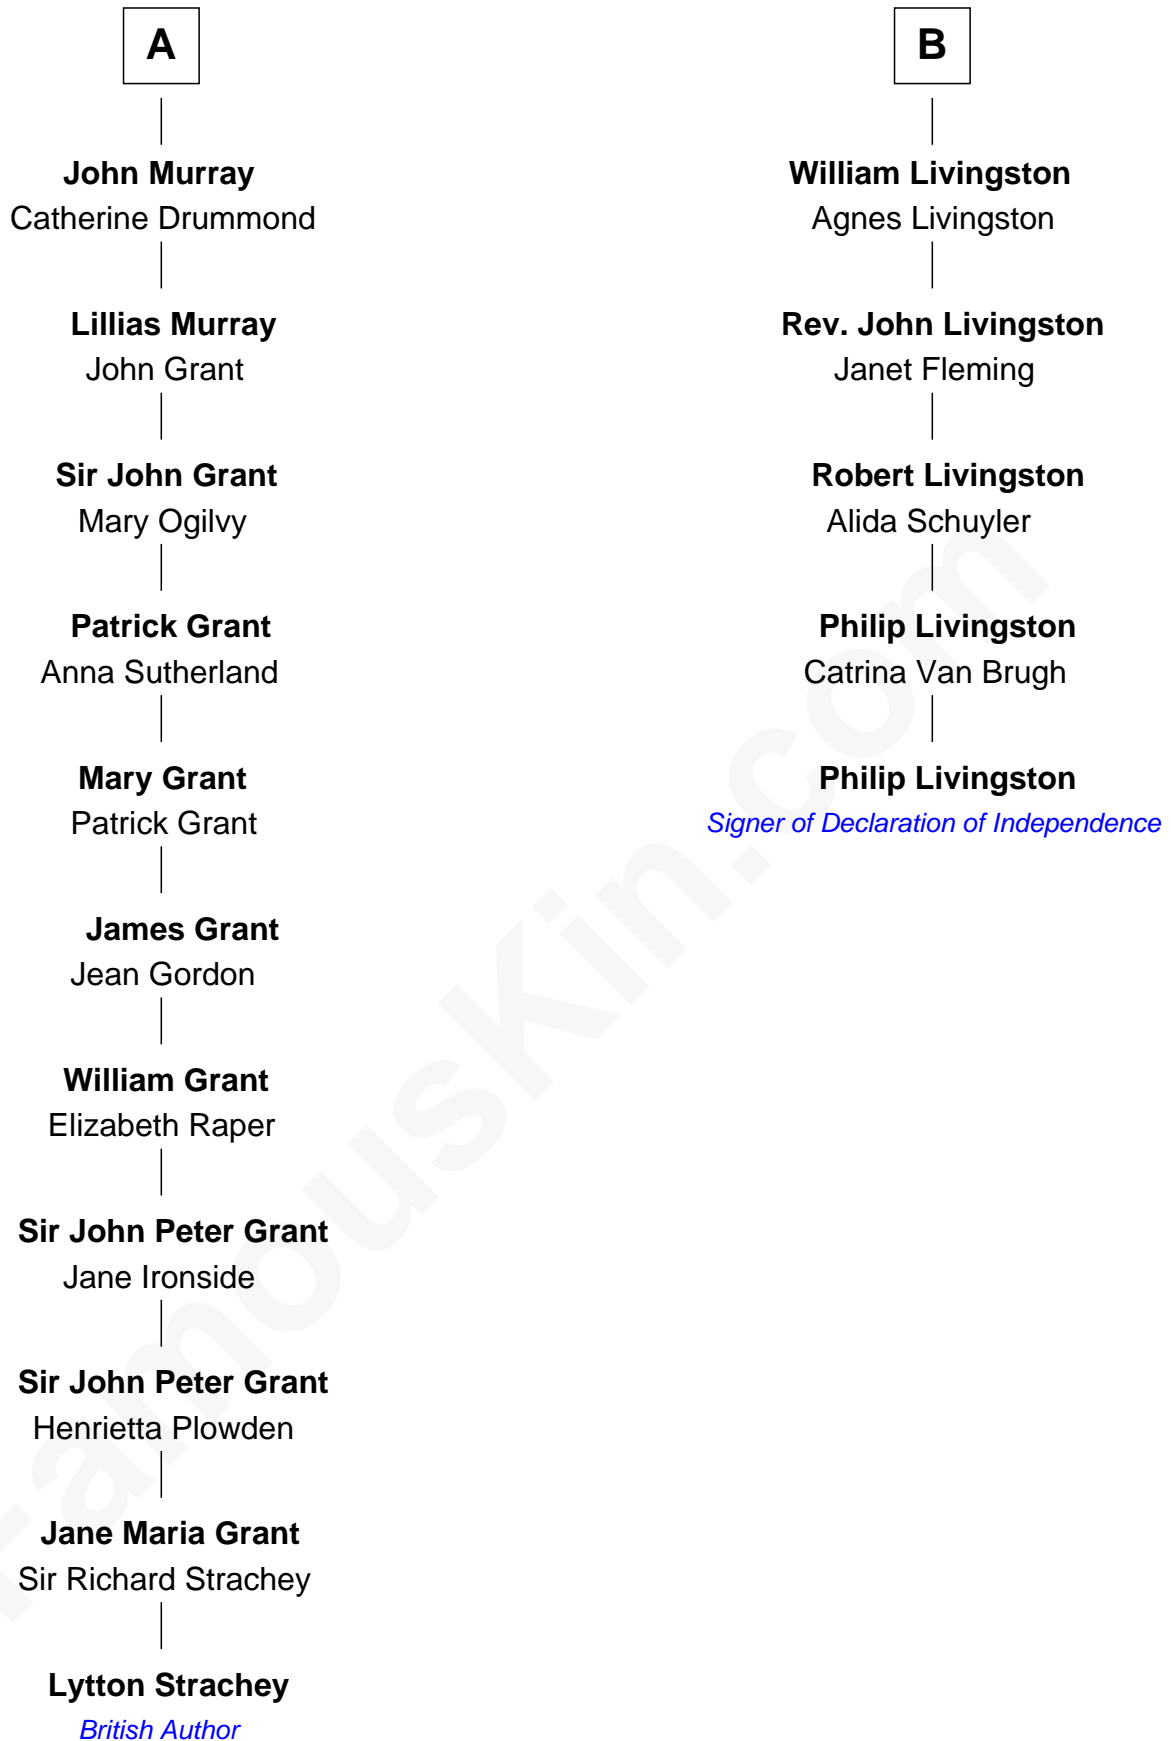 A
John Murray
Catherine Drummond
Lillias Murray
John Grant
Sir John Grant
Mary Ogilvy
Patrick Grant
Anna Sutherland
Mary Grant
Patrick Grant
James Grant
Jean Gordon
William Grant
Elizabeth Raper
Sir John Peter Grant
Jane Ironside
Sir John Peter Grant
Henrietta Plowden
Jane Maria Grant
Sir Richard Strachey
Lytton Strachey
British Author
B
William Livingston
Agnes Livingston
Rev. John Livingston
Janet Fleming
Robert Livingston
Alida Schuyler
Philip Livingston
Catrina Van Brugh
Philip Livingston
Signer of Declaration of Independence
FamousKin.com